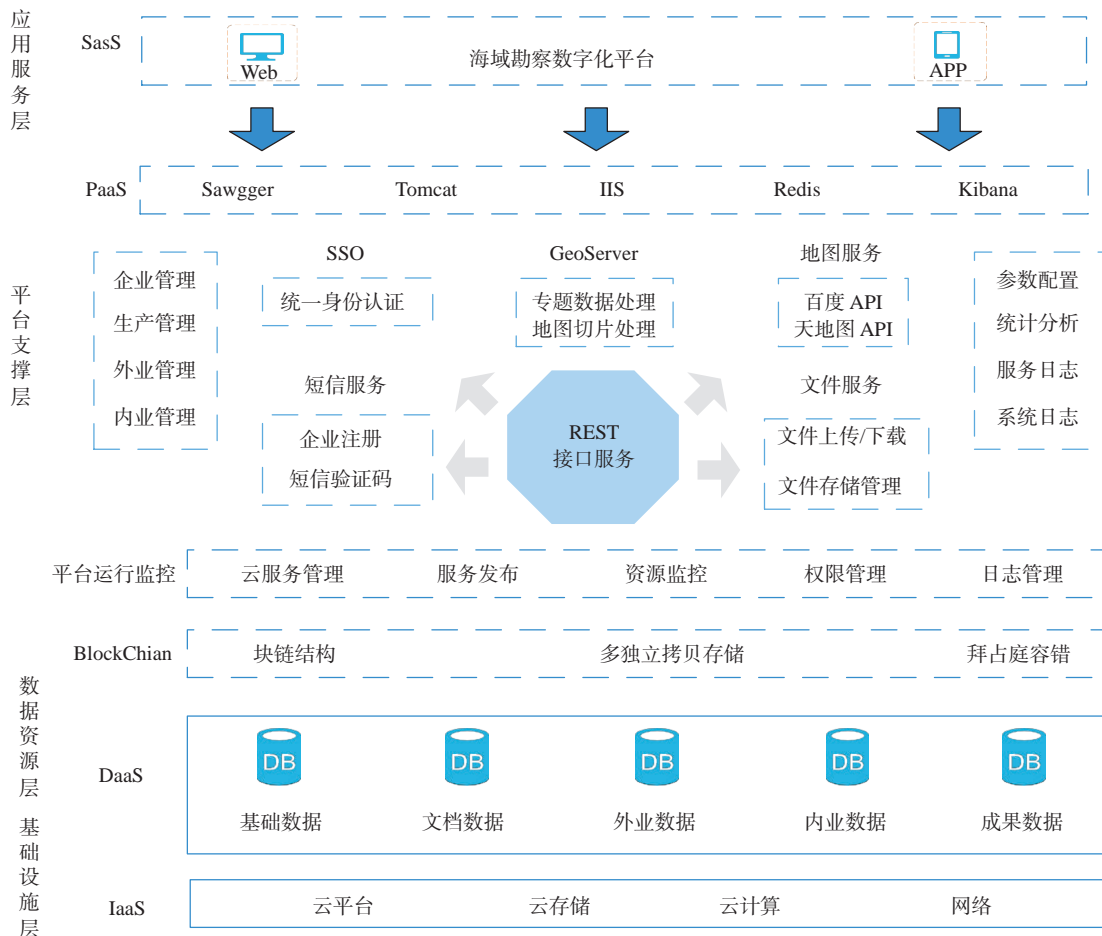 应用服务层
SasS
Web
海域勘察数字化平台
APP
PaaS
Sawgger
Tomcat
IIS
Redis
Kibana
平台支撑层
企业管理
生产管理
外业管理
内业管理
SSO
统一身份认证
GeoServer
专题数据处理
地图切片处理
地图服务
百度 API
天地图 API
参数配置
统计分析
服务日志
系统日志
短信服务
企业注册
短信验证码
REST
接口服务
文件服务
文件上传/下载
文件存储管理
平台运行监控
云服务管理
服务发布
资源监控
权限管理
日志管理
BlockChian
块链结构
多独立拷贝存储
拜占庭容错
数据资源层
DaaS
DB
DB
DB
DB
DB
基础数据
文档数据
外业数据
内业数据
成果数据
基础设施层
IaaS
云平台
云存储
云计算
网络